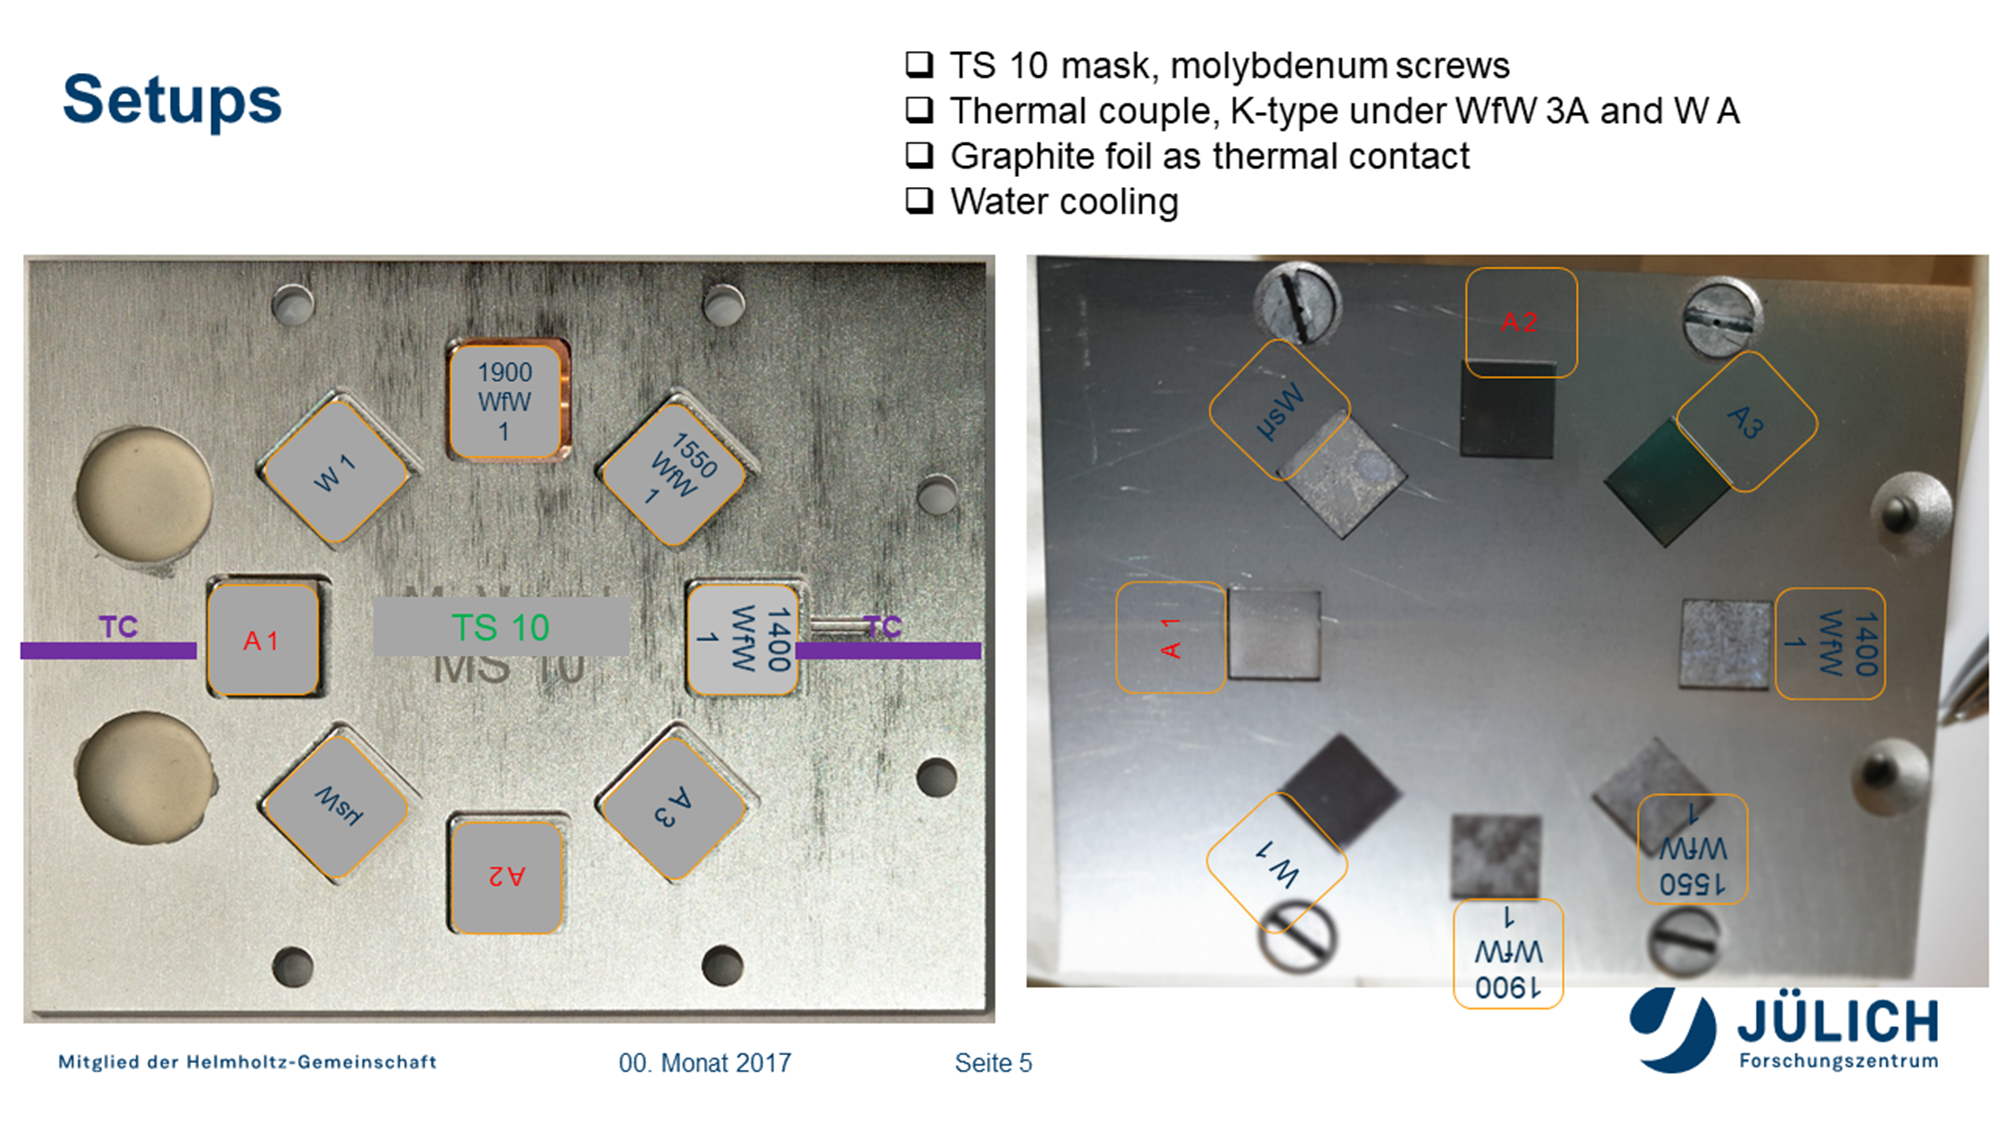 Setups
TS 10 mask, molybdenum screws
Thermal couple, K-type under WfW 3A and W A
Graphite foil as thermal contact
Water cooling
1900
WfW
1
W 1
1550
WfW
1
TC
A 1
TS 10
MS 10
1400
WfW
1
TC
µsW
A 2
A 3
A 2
µsW
A3
A 1
1400
WfW
1
W 1
1550
WfW
1
1900
WfW
1
JÜLICH
Forschungszentrum
Mitglied der Helmholtz-Gemeinschaft
00. Monat 2017
Seite 5